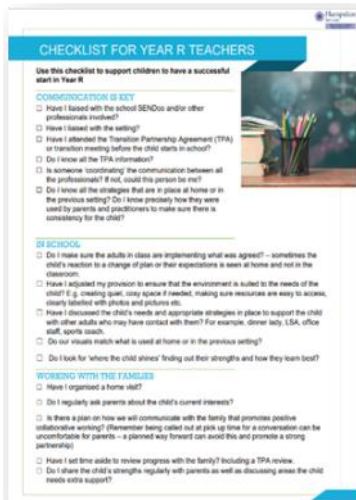 Hampshire
CHECKLIST FOR YEAR R TEACHERS
Use this checklist to support children to have a successful
start in Year R
COMMUNICATION IS KEY
☐ Have I liaised with the school SENDco and/or other
professionals involved?
☐ Have I liaised with the setting?
☐ Have I attended the Transition Partnership Agreement (TPA)
or transition meeting before the child starts in school?
☐ Do I know all the TPA information?
☐ Is someone 'coordinating' the communication between all
the professionals? If not, could this person be me?
☐ Do I know all the strategies that are in place at home or in
the previous setting? Do I know precisely how they were
used by parents and practitioners to make sure there is
consistency for the child?
IN SCHOOL
☐ Do I make sure the adults in class are implementing what was agreed? – sometimes the
child's reaction to a change of plan or their expectations is seen at home and not in the
classroom.
☐ Have I adjusted my provision to ensure that the environment is suited to the needs of the
child? E.g. creating quiet, cosy space if needed, making sure resources are easy to access,
clearly labelled with photos and pictures etc.
☐ Have I discussed the child's needs and appropriate strategies in place to support the child
with other adults who may have contact with them? For example, dinner lady, LSA, office
staff, sports coach.
☐ Do our visuals match what is used at home or in the previous setting?
☐ Do I look for 'where the child shines' finding out their strengths and how they learn best?
WORKING WITH THE FAMILIES
☐ Have I organised a home visit?
☐ Do I regularly ask parents about the child's current interests?
☐ Is there a plan on how we will communicate with the family that promotes positive
collaborative working? (Remember being called out at pick up time for a conversation can be
uncomfortable for parents – a planned way forward can avoid this and promote a strong
partnership)
☐ Have I set time aside to review progress with the family? Including a TPA review.
☐ Do I share the child's strengths regularly with parents as well as discussing areas the child
needs extra support?